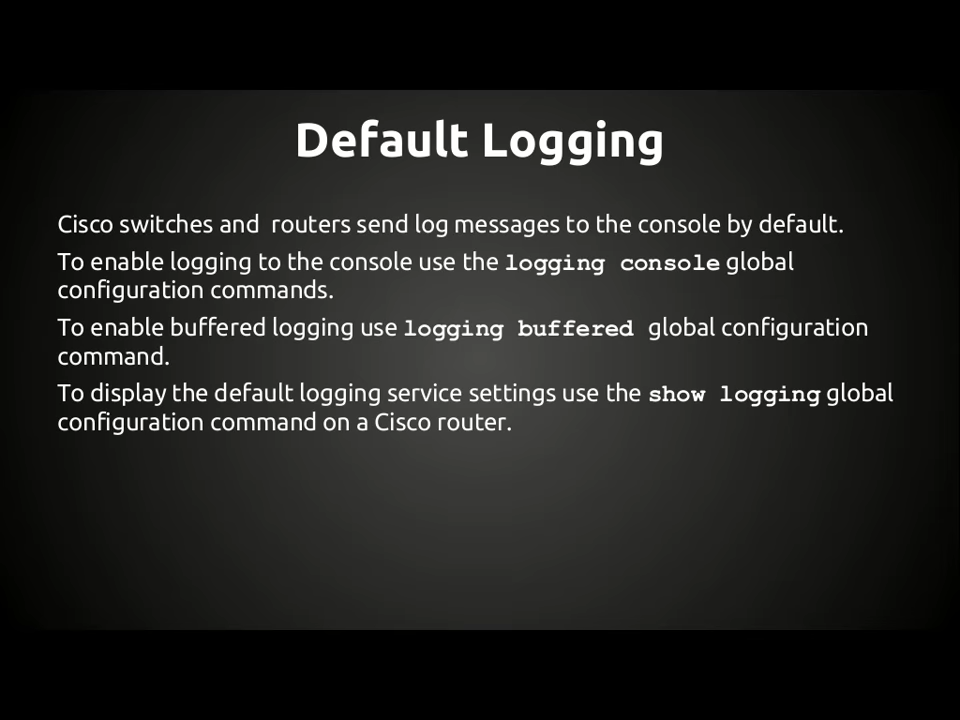 Default Logging
Cisco switches and  routers send log messages to the console by default.
To enable logging to the console use the logging console global
configuration commands.
To enable buffered logging use logging buffered global configuration
command.
To display the default logging service settings use the show logging global
configuration command on a Cisco router.